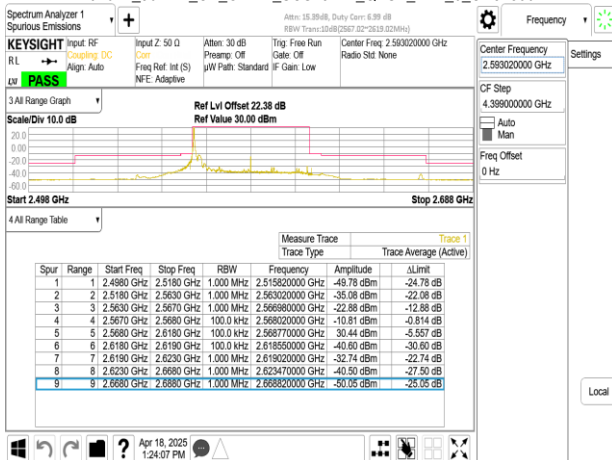 Spectrum Analyzer 1
Spurious Emissions
Attn: 15.39dB, Duty Corr: 6.99 dB
RBW Trans:10dB(2567.02~2619.02MHz)
Frequency
KEYSIGHT Input: RF Input Z: 50 Ω Atten: 30 dB Trig: Free Run Center Freq: 2.593020000 GHz
RL Coupling: DC Corr Preamp: Off Gate: Off Radio Std: None
Align: Auto Freq Ref: Int (S) µW Path: Standard IF Gain: Low
LXI PASS NFE: Adaptive
Center Frequency
2.593020000 GHz
Settings
CF Step
4.399000000 GHz
Auto
Man
Freq Offset
0 Hz
3 All Range Graph
Scale/Div 10.0 dB
Ref Lvl Offset 22.38 dB
Ref Value 30.00 dBm
20.0
0.00
-20.0
-40.0
-60.0
Start 2.498 GHz Stop 2.688 GHz
4 All Range Table
Measure Trace Trace 1
Trace Type Trace Average (Active)
Spur Range Start Freq Stop Freq RBW Frequency Amplitude ΔLimit
1 1 2.4980 GHz 2.5180 GHz 1.000 MHz 2.515820000 GHz -49.78 dBm -24.78 dB
2 2 2.5180 GHz 2.5630 GHz 1.000 MHz 2.563020000 GHz -35.08 dBm -22.08 dB
3 3 2.5630 GHz 2.5670 GHz 1.000 MHz 2.566980000 GHz -22.88 dBm -12.88 dB
4 4 2.5670 GHz 2.5680 GHz 100.0 kHz 2.568020000 GHz -10.81 dBm -0.814 dB
5 5 2.5680 GHz 2.6180 GHz 100.0 kHz 2.568770000 GHz 30.44 dBm -5.557 dB
6 6 2.6180 GHz 2.6190 GHz 100.0 kHz 2.618550000 GHz -40.60 dBm -30.60 dB
7 7 2.6190 GHz 2.6230 GHz 1.000 MHz 2.619020000 GHz -32.74 dBm -22.74 dB
8 8 2.6230 GHz 2.6680 GHz 1.000 MHz 2.623470000 GHz -40.50 dBm -27.50 dB
9 9 2.6680 GHz 2.6880 GHz 1.000 MHz 2.668820000 GHz -50.05 dBm -25.05 dB
Local
Apr 18, 2025
1:24:07 PM